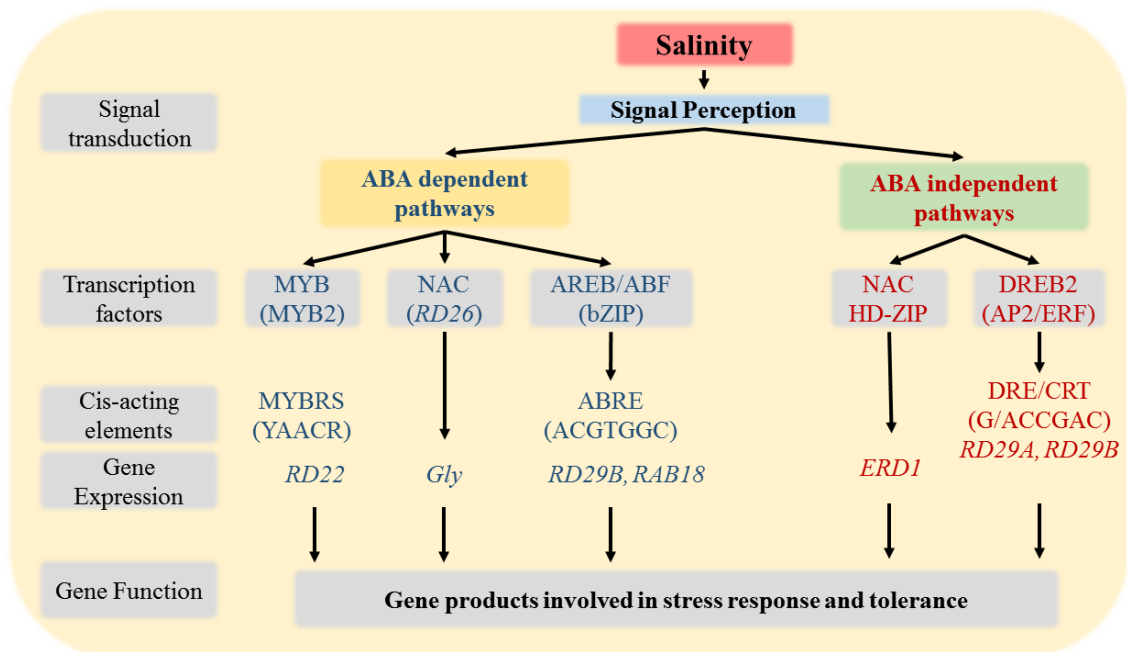 Salinity
Signal
transduction
Signal Perception
ABA dependent
pathways
ABA independent
pathways
Transcription
factors
MYB
(MYB2)
NAC
(RD26)
AREB/ABF
(bZIP)
NAC
HD-ZIP
DREB2
(AP2/ERF)
Cis-acting
elements
MYBRS
(YAACR)
ABRE
(ACGTGGC)
DRE/CRT
(G/ACCGAC)
RD29A, RD29B
Gene
Expression
RD22
Gly
RD29B, RAB18
ERD1
Gene Function
Gene products involved in stress response and tolerance